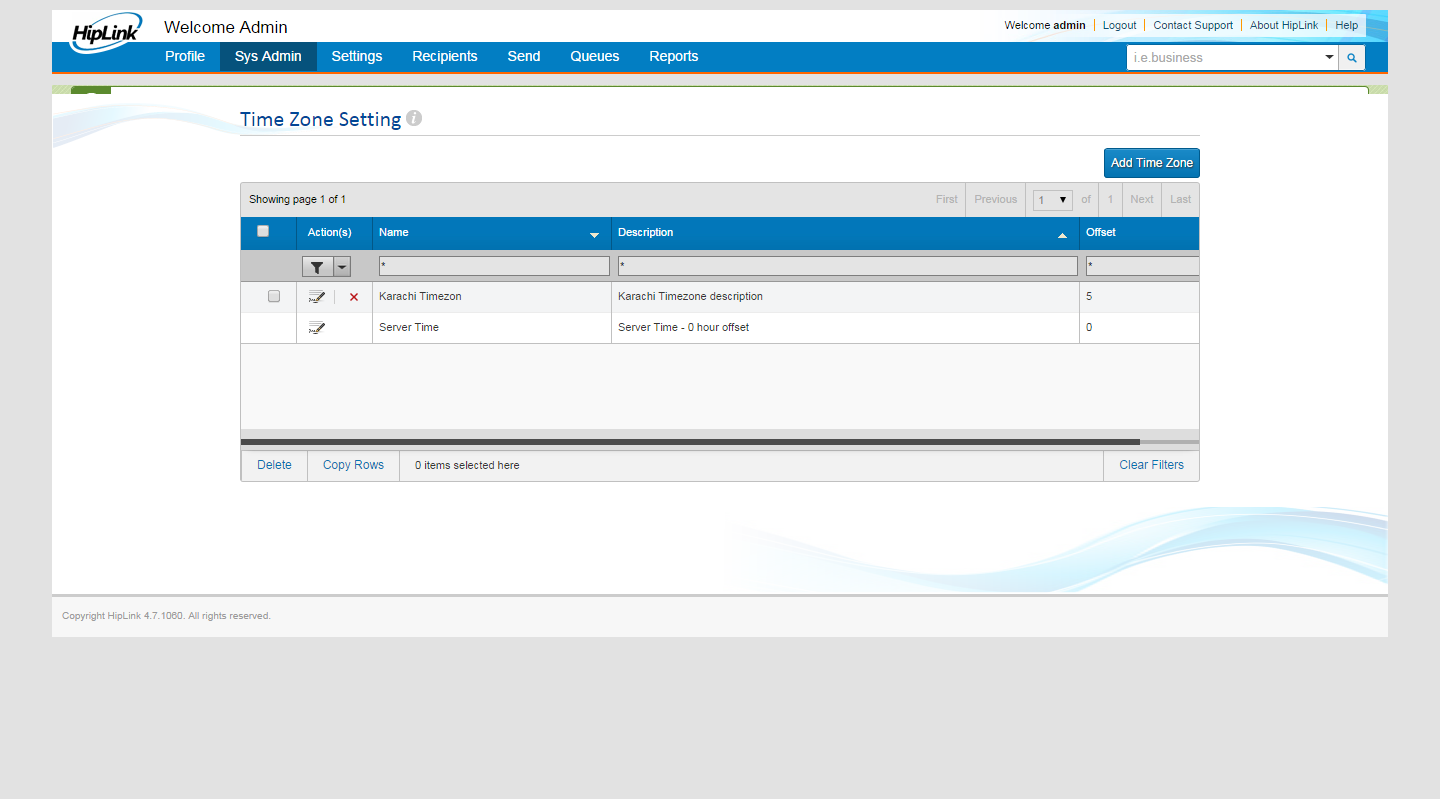 HipLink
Welcome Admin
Welcome admin Logout Contact Support About HipLink Help
Profile Sys Admin Settings Recipients Send Queues Reports
i.e.business
Time Zone Setting i
Add Time Zone
Showing page 1 of 1
First Previous 1 of 1 Next Last
Action(s) Name Description Offset
* * *
Karachi Timezon Karachi Timezone description 5
Server Time Server Time - 0 hour offset 0
Delete Copy Rows 0 items selected here Clear Filters
Copyright HipLink 4.7.1060. All rights reserved.